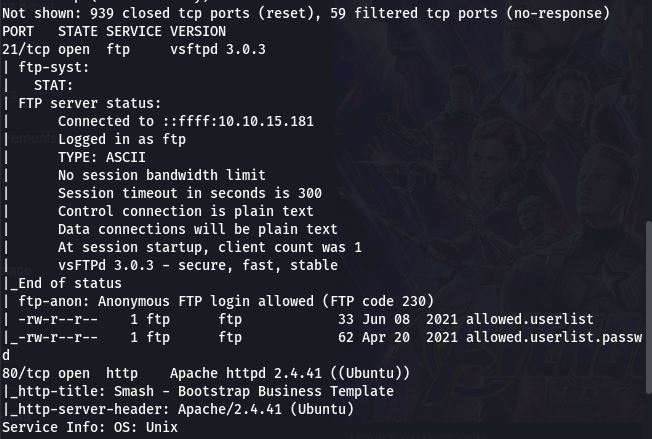 Not shown: 939 closed tcp ports (reset), 59 filtered tcp ports (no-response)
PORT   STATE SERVICE VERSION
21/tcp open  ftp     vsftpd 3.0.3
| ftp-syst:
|   STAT:
| FTP server status:
|      Connected to ::ffff:10.10.15.181
|      Logged in as ftp
|      TYPE: ASCII
|      No session bandwidth limit
|      Session timeout in seconds is 300
|      Control connection is plain text
|      Data connections will be plain text
|      At session startup, client count was 1
|      vsFTPd 3.0.3 - secure, fast, stable
|_End of status
| ftp-anon: Anonymous FTP login allowed (FTP code 230)
| -rw-r--r--    1 ftp      ftp            33 Jun 08  2021 allowed.userlist
|_-rw-r--r--    1 ftp      ftp            62 Apr 20  2021 allowed.userlist.passw
d
80/tcp open  http    Apache httpd 2.4.41 ((Ubuntu))
|_http-title: Smash - Bootstrap Business Template
|_http-server-header: Apache/2.4.41 (Ubuntu)
Service Info: OS: Unix